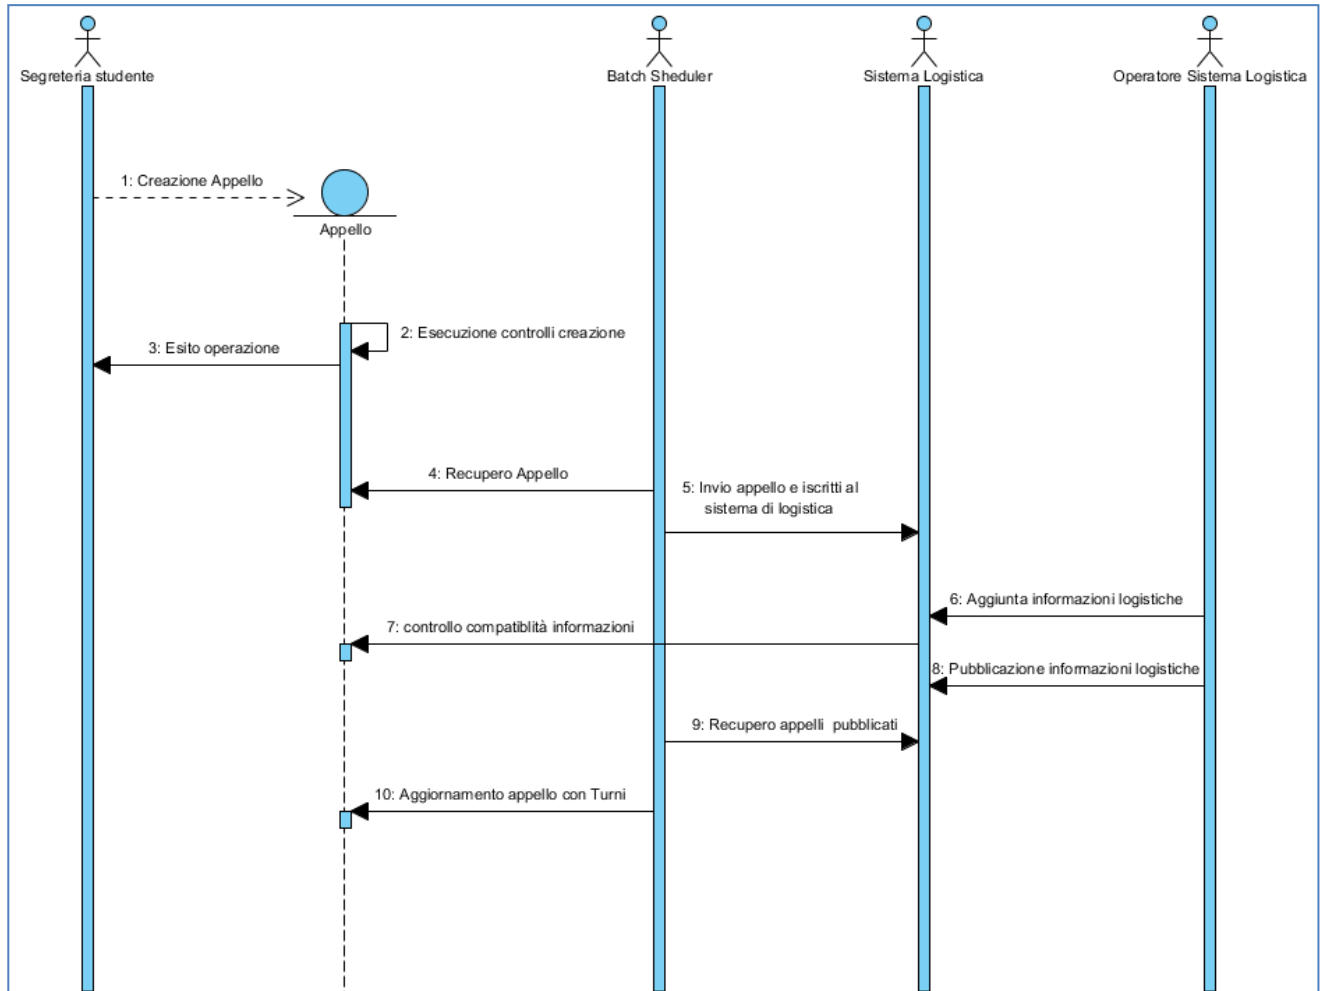 Segreteria studente
Batch Sheduler
Sistema Logistica
Operatore Sistema Logistica
1: Creazione Appello
Appello
2: Esecuzione controlli creazione
3: Esito operazione
4: Recupero Appello
5: Invio appello e iscritti al
sistema di logistica
6: Aggiunta informazioni logistiche
7: controllo compatiblità informazioni
8: Pubblicazione informazioni logistiche
9: Recupero appelli pubblicati
10: Aggiornamento appello con Turni